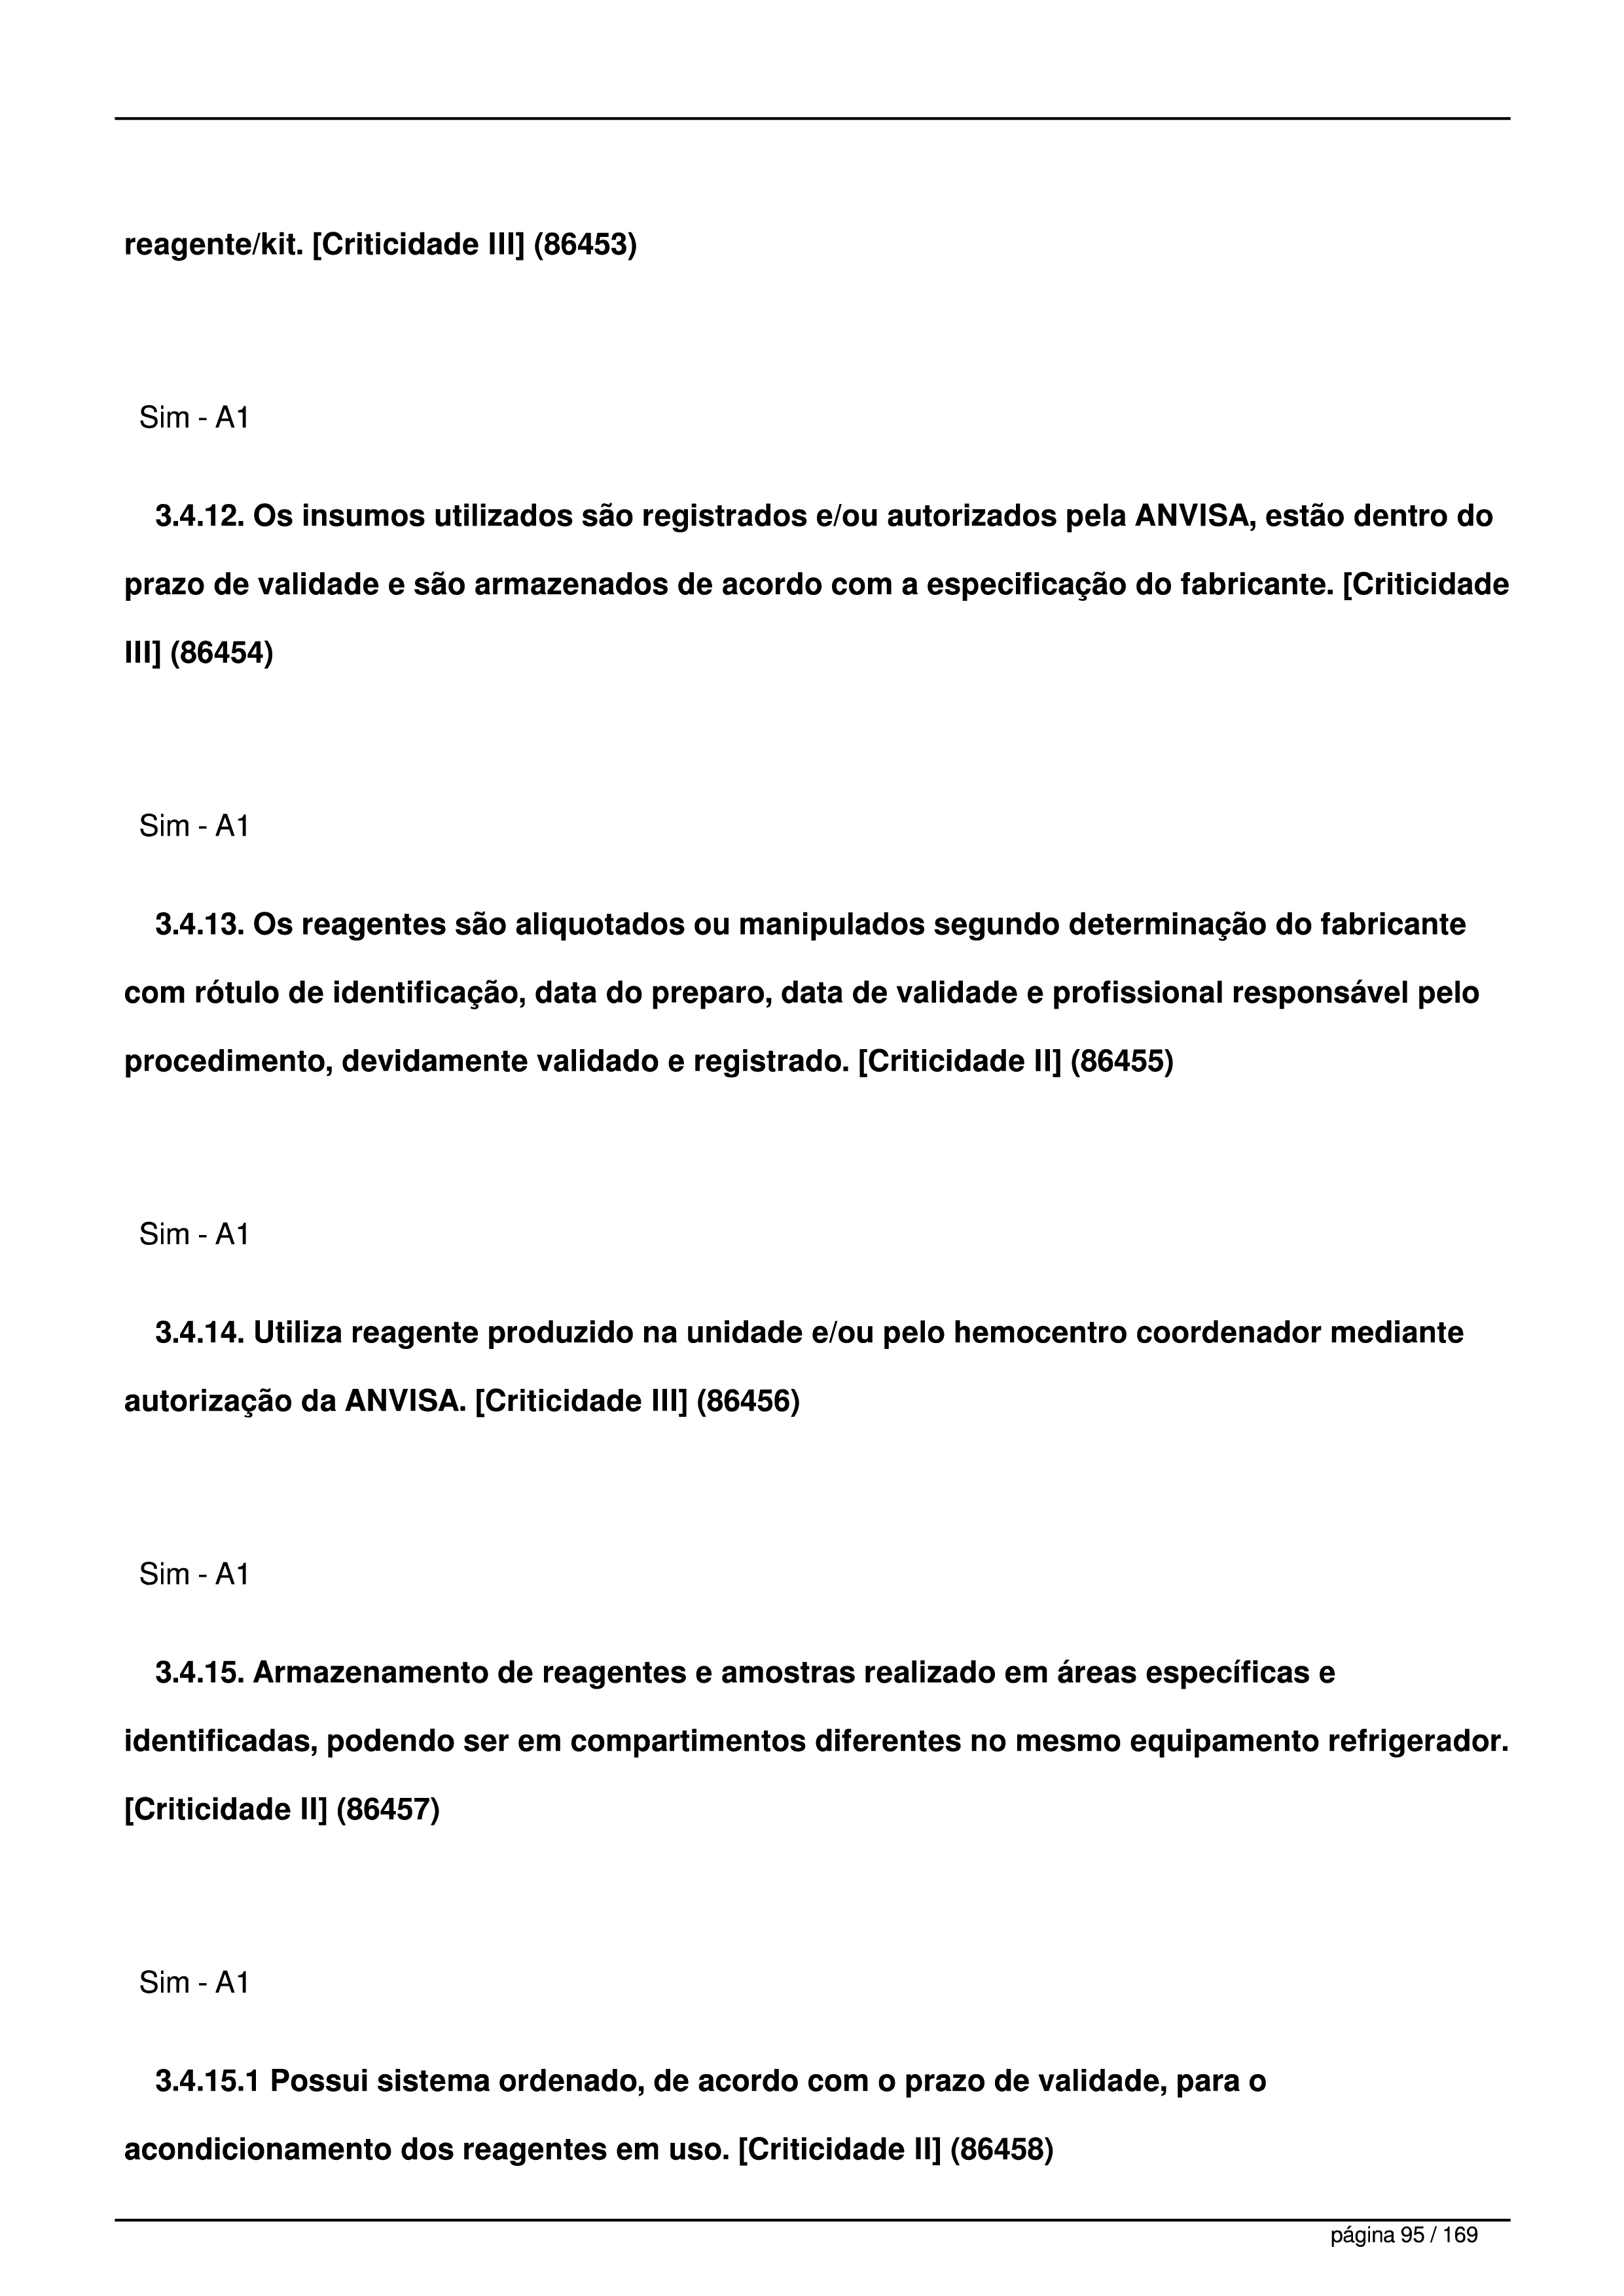 reagente/kit. [Criticidade III] (86453)
Sim - A1
3.4.12. Os insumos utilizados são registrados e/ou autorizados pela ANVISA, estão dentro do
prazo de validade e são armazenados de acordo com a especificação do fabricante. [Criticidade
III] (86454)
Sim - A1
3.4.13. Os reagentes são aliquotados ou manipulados segundo determinação do fabricante
com rótulo de identificação, data do preparo, data de validade e profissional responsável pelo
procedimento, devidamente validado e registrado. [Criticidade II] (86455)
Sim - A1
3.4.14. Utiliza reagente produzido na unidade e/ou pelo hemocentro coordenador mediante
autorização da ANVISA. [Criticidade III] (86456)
Sim - A1
3.4.15. Armazenamento de reagentes e amostras realizado em áreas específicas e
identificadas, podendo ser em compartimentos diferentes no mesmo equipamento refrigerador.
[Criticidade II] (86457)
Sim - A1
3.4.15.1 Possui sistema ordenado, de acordo com o prazo de validade, para o
acondicionamento dos reagentes em uso. [Criticidade II] (86458)
página 95 / 169